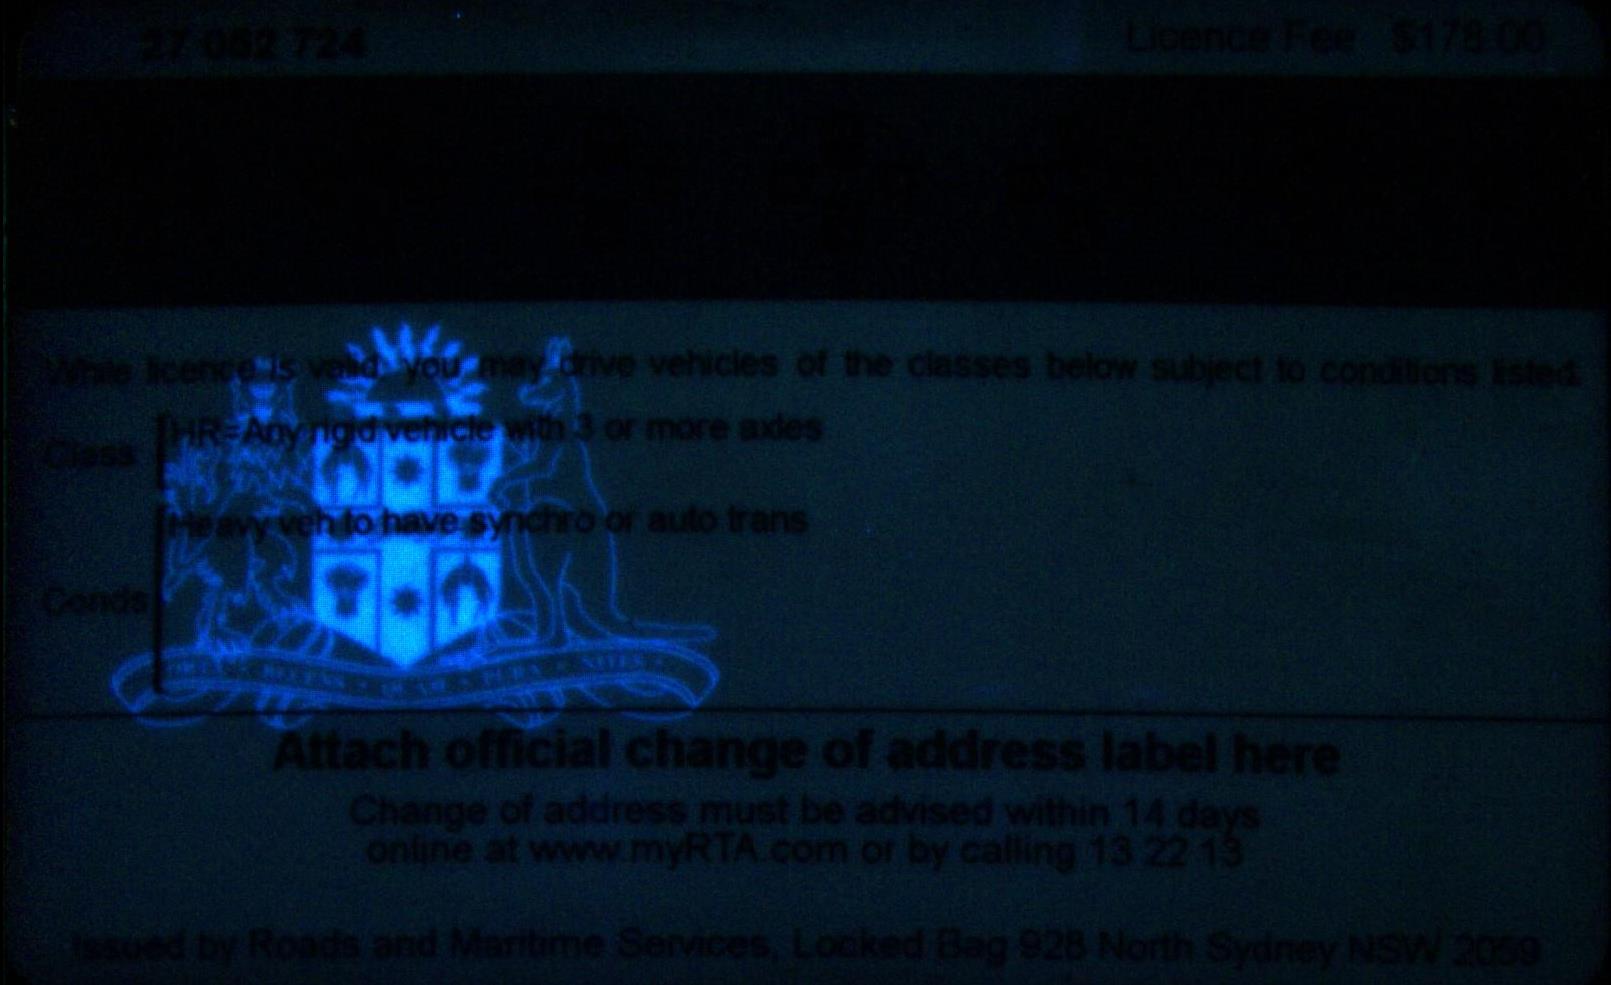 27 052 724 Licence Fee $178.00
While licence is valid, you may drive vehicles of the classes below subject to conditions listed.
Class HR=Any rigid vehicle with 3 or more axles
Heavy veh to have synchro or auto trans
Conds
Attach official change of address label here
Change of address must be advised within 14 days
online at www.myRTA.com or by calling 13 22 13
Issued by Roads and Maritime Services, Locked Bag 928 North Sydney NSW 2059